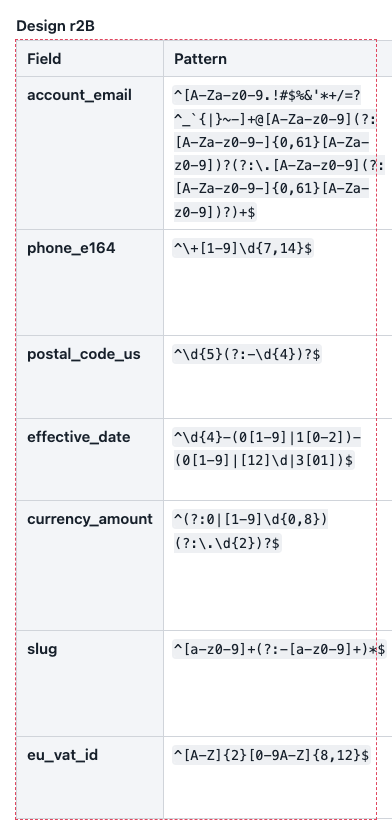 Design r2B
Field Pattern
account_email ^[A-Za-z0-9.!#$%&'*+/=?
^_`{|}~-]+@[A-Za-z0-9](?:
[A-Za-z0-9-]{0,61}[A-Za-
z0-9])?(?:\.[A-Za-z0-9](?:
[A-Za-z0-9-]{0,61}[A-Za-
z0-9])?)+$
phone_e164 ^\+[1-9]\d{7,14}$
postal_code_us ^\d{5}(?:-\d{4})?$
effective_date ^\d{4}-(0[1-9]|1[0-2])-
(0[1-9]|[12]\d|3[01])$
currency_amount ^(?:0|[1-9]\d{0,8})
(?:\.\d{2})?$
slug ^[a-z0-9]+(?:-[a-z0-9]+)*$
eu_vat_id ^[A-Z]{2}[0-9A-Z]{8,12}$